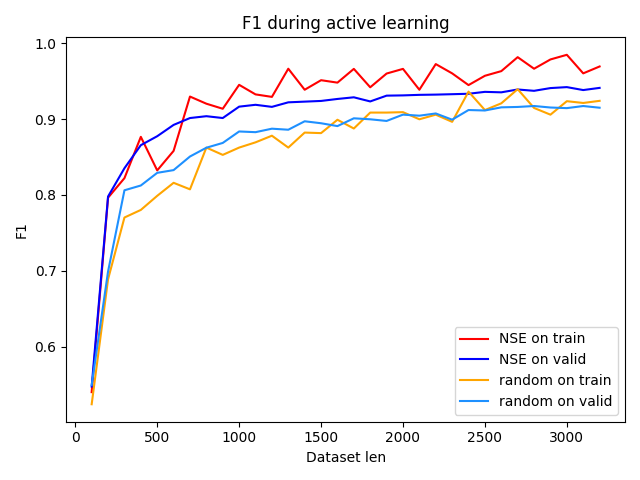 F1 during active learning
1.0
0.9
0.8
0.7
0.6
F1
0
500
1000
1500
2000
2500
3000
Dataset len
NSE on train
NSE on valid
random on train
random on valid